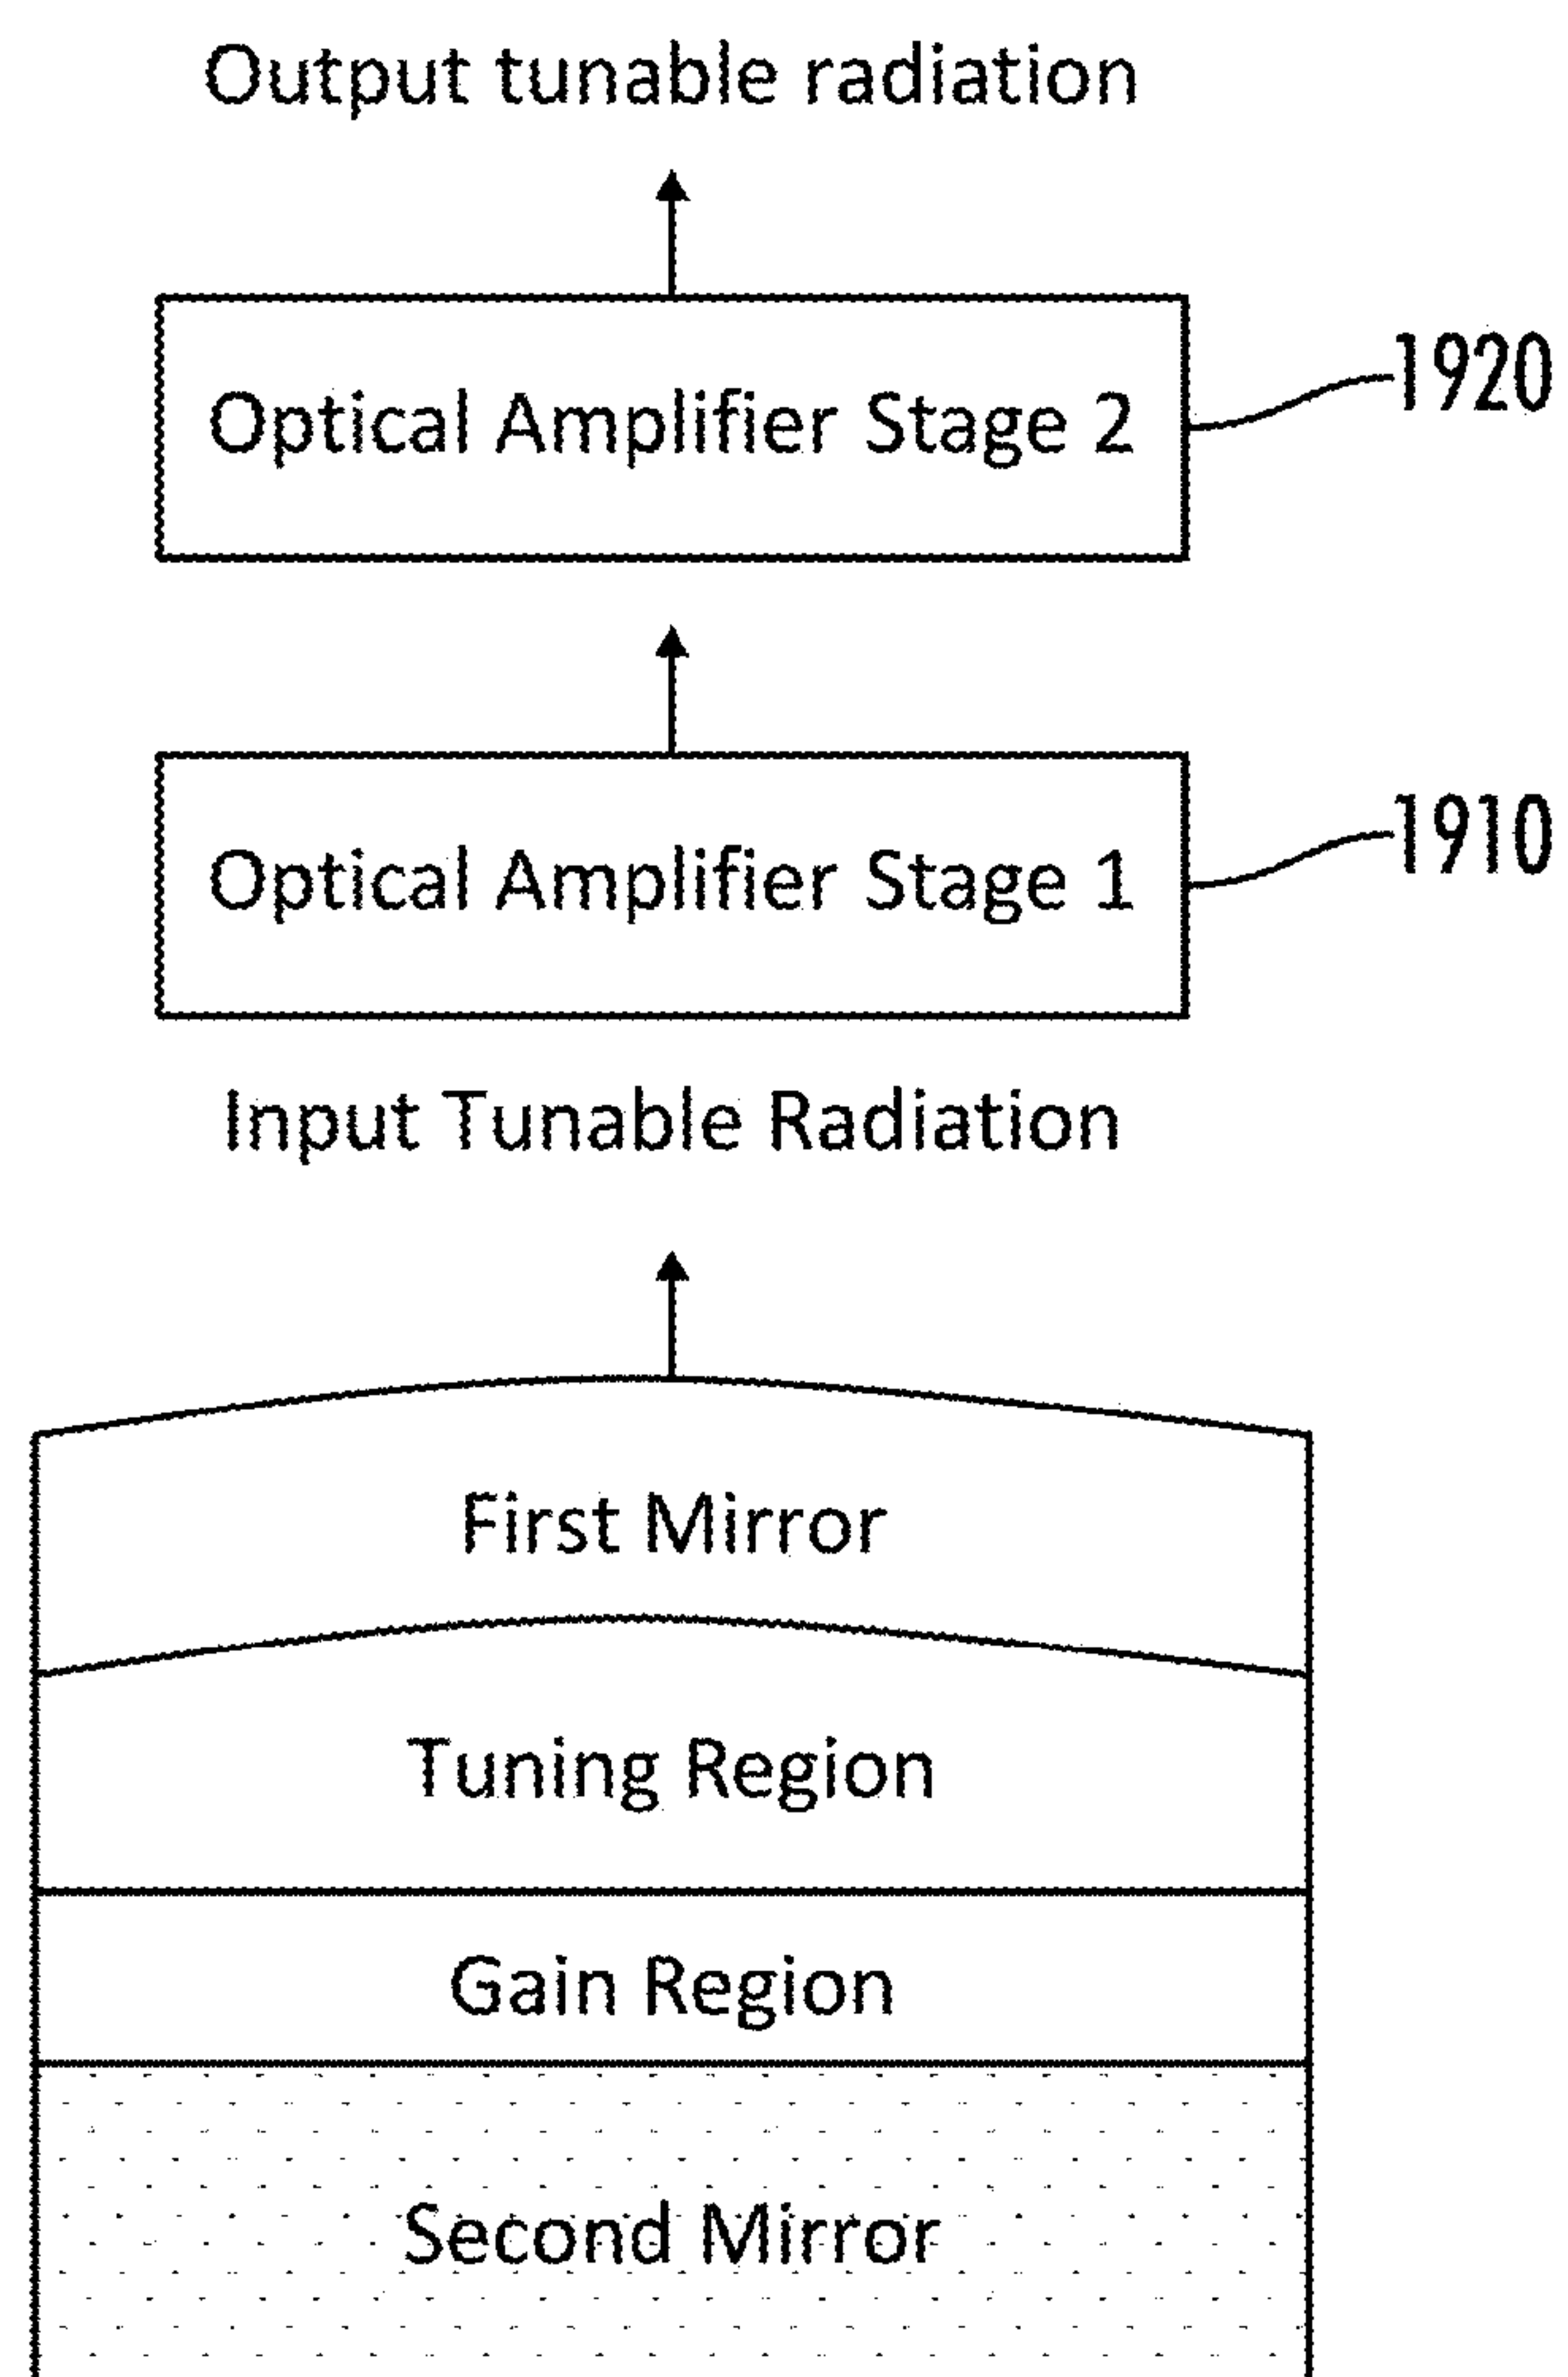 Output tunable radiation
Optical Amplifier Stage 2
1920
Optical Amplifier Stage 1
1910
Input Tunable Radiation
First Mirror
Tuning Region
Gain Region
Second Mirror